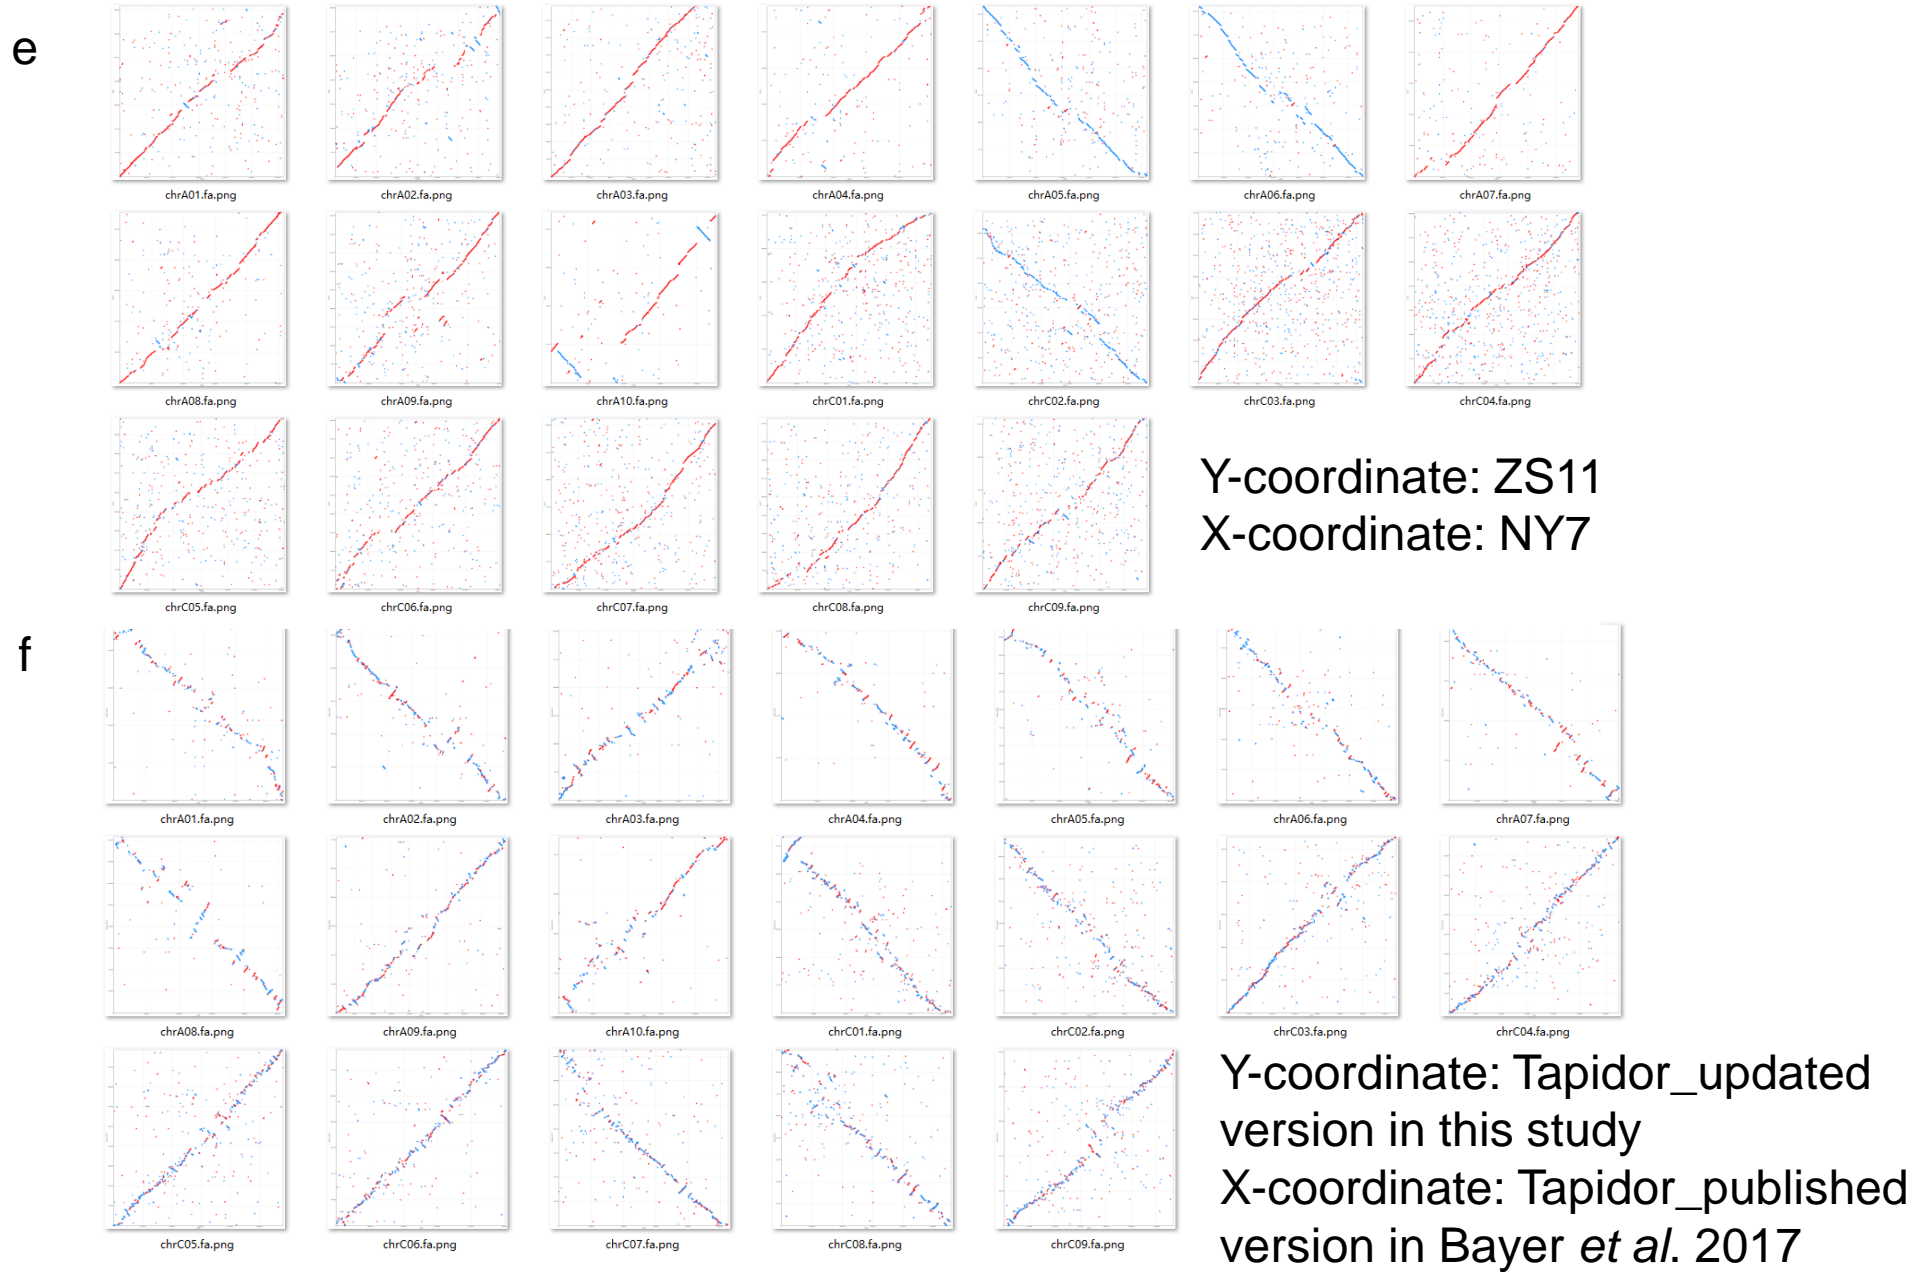 e
chrA01.fa.png
chrA02.fa.png
chrA03.fa.png
chrA04.fa.png
chrA05.fa.png
chrA06.fa.png
chrA07.fa.png
chrA08.fa.png
chrA09.fa.png
chrA10.fa.png
chrC01.fa.png
chrC02.fa.png
chrC03.fa.png
chrC04.fa.png
chrC05.fa.png
chrC06.fa.png
chrC07.fa.png
chrC08.fa.png
chrC09.fa.png
Y-coordinate: ZS11
X-coordinate: NY7
f
chrA01.fa.png
chrA02.fa.png
chrA03.fa.png
chrA04.fa.png
chrA05.fa.png
chrA06.fa.png
chrA07.fa.png
chrA08.fa.png
chrA09.fa.png
chrA10.fa.png
chrC01.fa.png
chrC02.fa.png
chrC03.fa.png
chrC04.fa.png
chrC05.fa.png
chrC06.fa.png
chrC07.fa.png
chrC08.fa.png
chrC09.fa.png
Y-coordinate: Tapidor_updated
version in this study
X-coordinate: Tapidor_published
version in Bayer et al. 2017